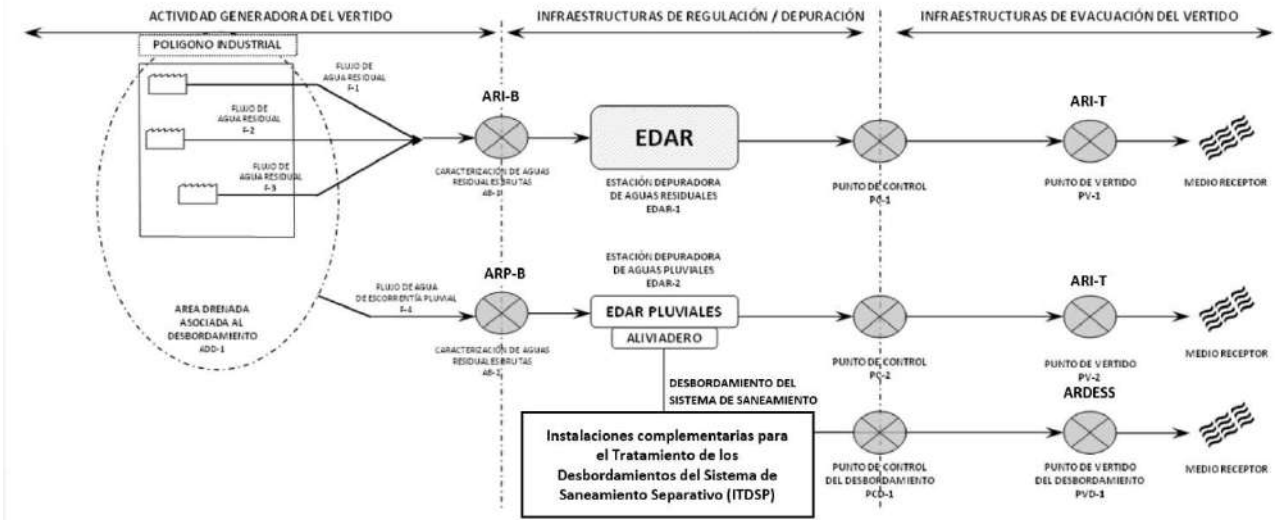 ACTIVIDAD GENERADORA DEL VERTIDO
INFRAESTRUCTURAS DE REGULACIÓN / DEPURACIÓN
INFRAESTRUCTURAS DE EVACUACIÓN DEL VERTIDO
POLIGONO INDUSTRIAL
FLUJO DE
AGUA RESIDUAL
F-1
FLUJO DE
AGUA RESIDUAL
F-2
FLUJO DE
AGUA RESIDUAL
F-3
ARI-B
CARACTERIZACIÓN DE AGUAS
RESIDUALES BRUTAS
AB-1
EDAR
ESTACIÓN DEPURADORA
DE AGUAS RESIDUALES
EDAR-1
PUNTO DE CONTROL
PC-1
ARI-T
PUNTO DE VERTIDO
PV-1
MEDIO RECEPTOR
AREA DRENADA
ASOCIADA AL
DESBORDAMIENTO
ADD-1
FLUJO DE AGUA
DE ESCORRENTÍA PLUVIAL
F-4
ARP-B
CARACTERIZACIÓN DE AGUAS
RESIDUALES BRUTAS
ESTACIÓN DEPURADORA
DE AGUAS PLUVIALES
EDAR-2
EDAR PLUVIALES
ALIVIADERO
PUNTO DE CONTROL
PC-2
ARI-T
PUNTO DE VERTIDO
PV-2
MEDIO RECEPTOR
DESBORDAMIENTO DEL
SISTEMA DE SANEAMIENTO
Instalaciones complementarias para
el Tratamiento de los
Desbordamientos del Sistema de
Saneamiento Separativo (ITDSP)
PUNTO DE CONTROL
DEL DESBORDAMIENTO
PCD-1
ARDESS
PUNTO DE VERTIDO
DEL DESBORDAMIENTO
PVD-1
MEDIO RECEPTOR